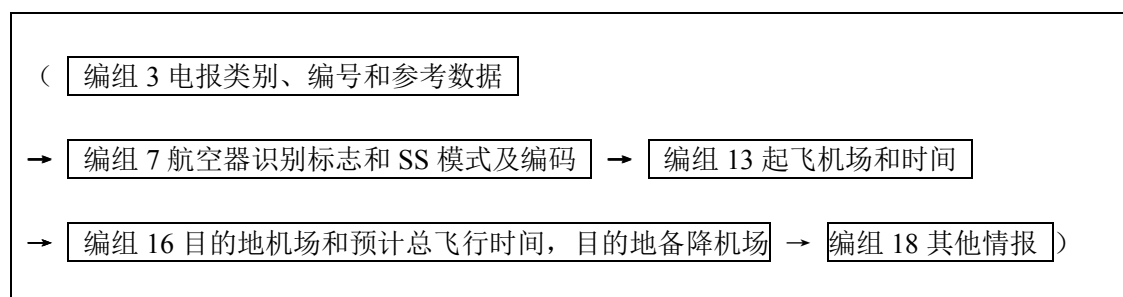 （ 编组 3 电报类别、编号和参考数据
→ 编组 7 航空器识别标志和 SS 模式及编码 → 编组 13 起飞机场和时间
→ 编组 16 目的地机场和预计总飞行时间，目的地备降机场 → 编组 18 其他情报 ）